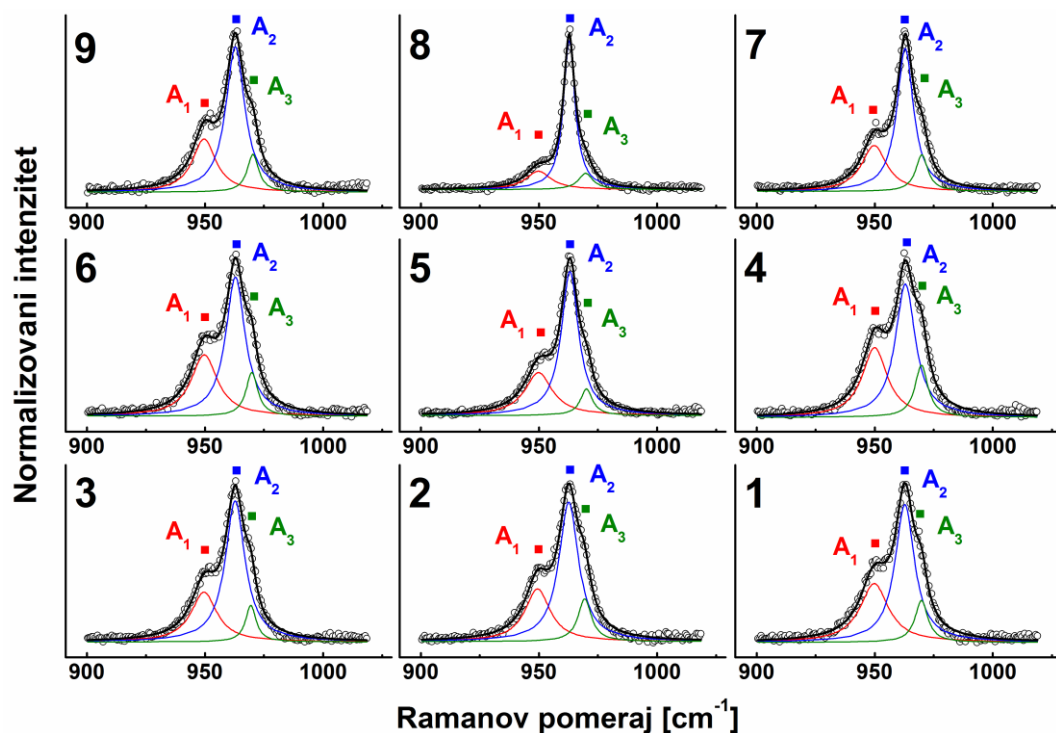 Normalizovani intenzitet
9 A₁ A₂ A₃
8 A₁ A₂ A₃
7 A₁ A₂ A₃
900 950 1000 900 950 1000 900 950 1000
6 A₁ A₂ A₃
5 A₁ A₂ A₃
4 A₁ A₂ A₃
900 950 1000 900 950 1000 900 950 1000
3 A₁ A₂ A₃
2 A₁ A₂ A₃
1 A₁ A₂ A₃
900 950 1000 900 950 1000 900 950 1000
Ramanov pomeraj [cm⁻¹]